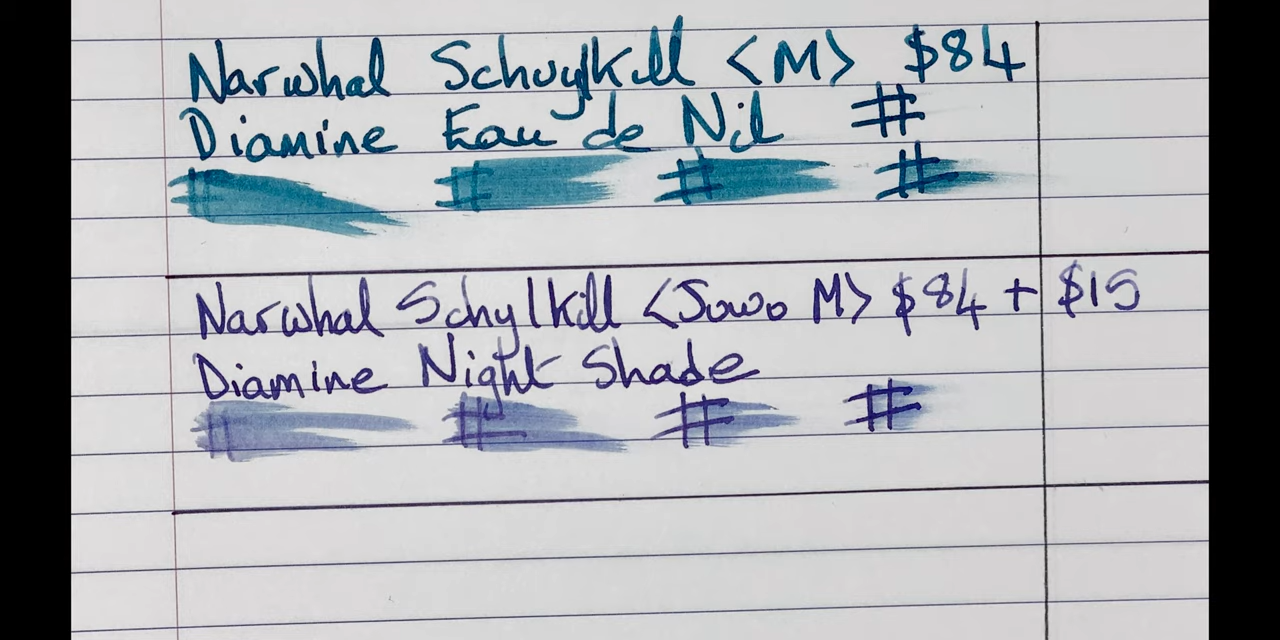 Narwhal Schuylkill <M> $84
Diamine Eau de Nil #
# # # #
Narwhal Schylkill <Jowo M> $84 + $15
Diamine Night Shade
# # # #